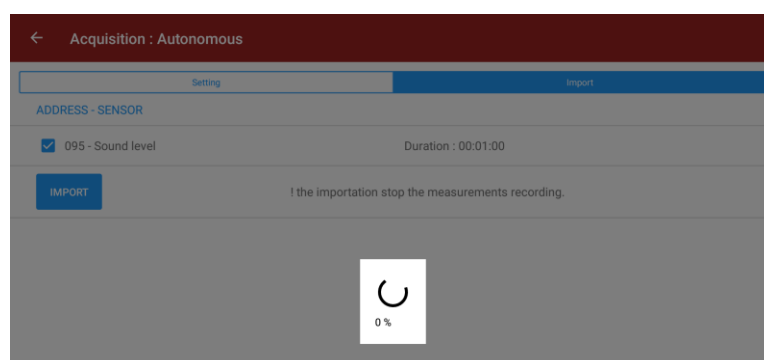 Acquisition : Autonomous
Setting Import
ADDRESS - SENSOR
095 - Sound level Duration : 00:01:00
IMPORT ! the importation stop the measurements recording.
0 %